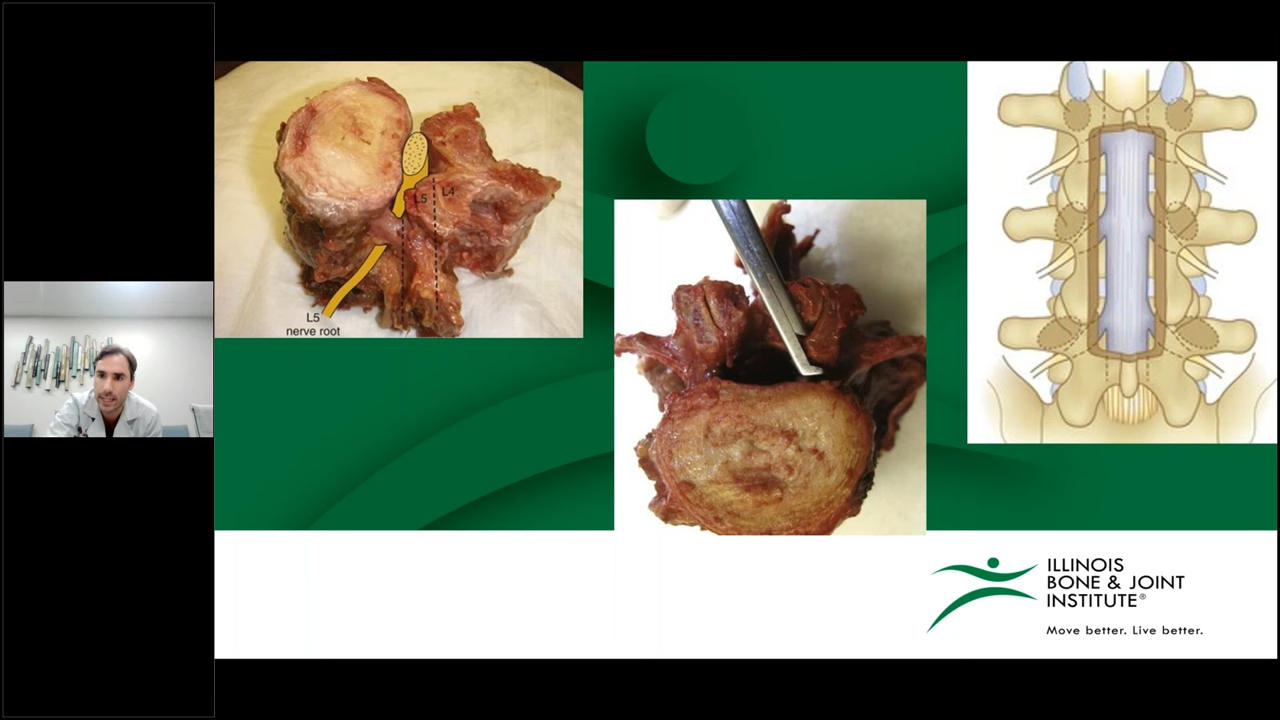 L4
L5
L5
nerve root
ILLINOIS
BONE & JOINT
INSTITUTE®
Move better. Live better.